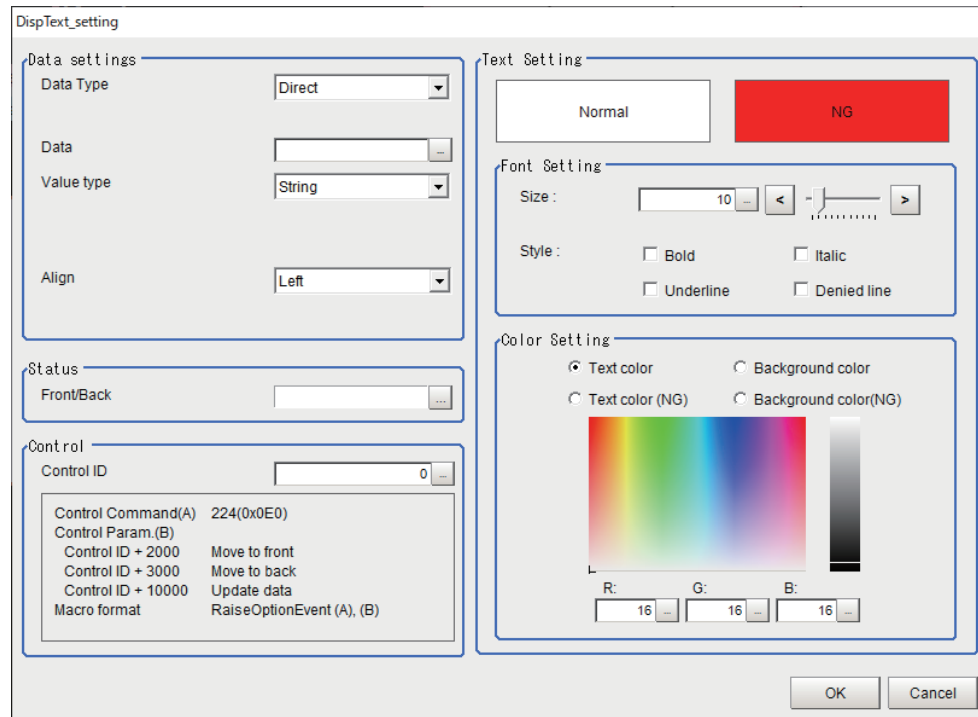 DispText_setting
Data settings
Data Type
Direct
Data
...
Value type
String
Align
Left
Status
Front/Back
...
Control
Control ID
0 ...
Control Command(A) 224(0x0E0)
Control Param.(B)
Control ID + 2000 Move to front
Control ID + 3000 Move to back
Control ID + 10000 Update data
Macro format RaiseOptionEvent (A), (B)
Text Setting
Normal NG
Font Setting
Size : 10 ... < >
Style : Bold Italic
Underline Denied line
Color Setting
Text color Background color
Text color (NG) Background color(NG)
R: G: B:
16 ... 16 ... 16 ...
OK Cancel